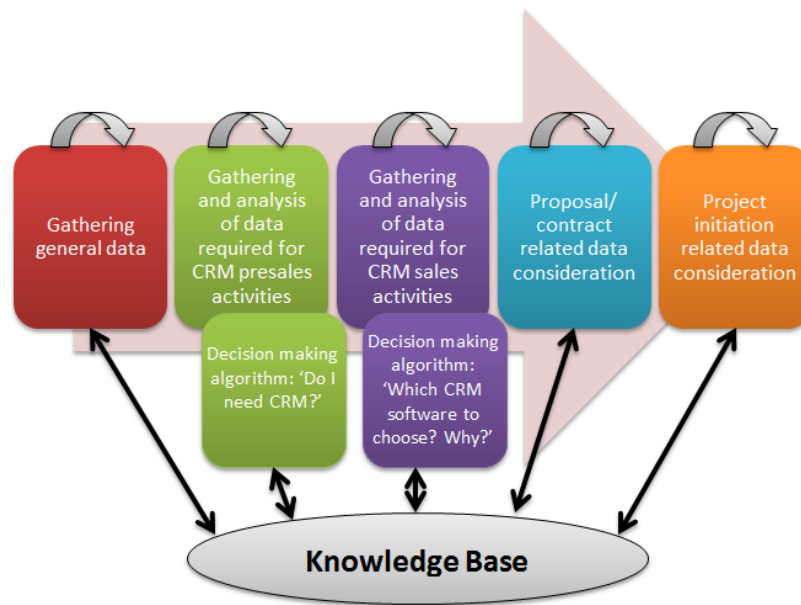 Gathering
general data
Gathering
and analysis
of data
required for
CRM presales
activities
Gathering
and analysis
of data
required for
CRM sales
activities
Proposal/
contract
related data
consideration
Project
initiation
related data
consideration
Decision making
algorithm: ‘Do I
need CRM?’
Decision making
algorithm:
‘Which CRM
software to
choose? Why?’
Knowledge Base